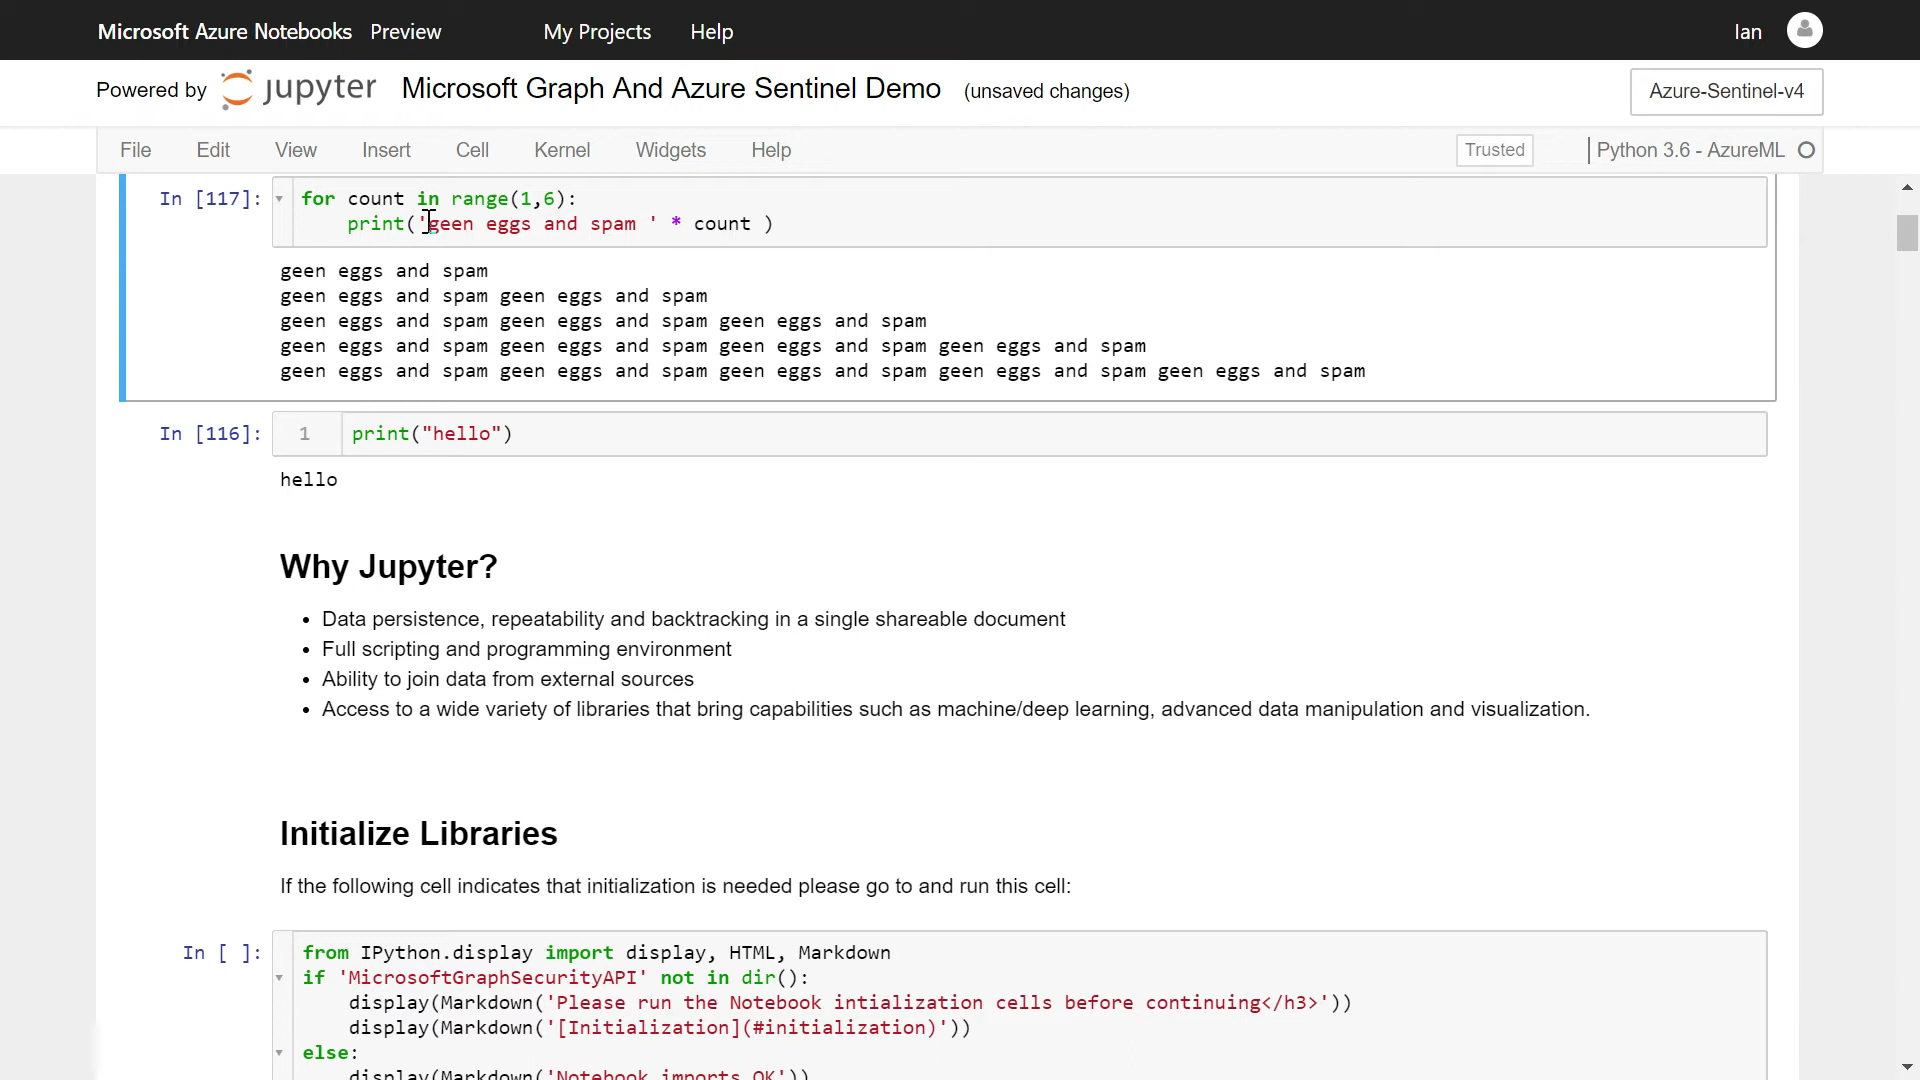 Microsoft Azure Notebooks Preview My Projects Help Ian
Powered by jupyter Microsoft Graph And Azure Sentinel Demo (unsaved changes) Azure-Sentinel-v4
File Edit View Insert Cell Kernel Widgets Help Trusted Python 3.6 - AzureML
In [117]: for count in range(1,6):
print('geen eggs and spam ' * count )
geen eggs and spam
geen eggs and spam geen eggs and spam
geen eggs and spam geen eggs and spam geen eggs and spam
geen eggs and spam geen eggs and spam geen eggs and spam geen eggs and spam
geen eggs and spam geen eggs and spam geen eggs and spam geen eggs and spam geen eggs and spam
In [116]: 1 print("hello")
hello
Why Jupyter?
• Data persistence, repeatability and backtracking in a single shareable document
• Full scripting and programming environment
• Ability to join data from external sources
• Access to a wide variety of libraries that bring capabilities such as machine/deep learning, advanced data manipulation and visualization.
Initialize Libraries
If the following cell indicates that initialization is needed please go to and run this cell:
In [ ]: from IPython.display import display, HTML, Markdown
if 'MicrosoftGraphSecurityAPI' not in dir():
display(Markdown('Please run the Notebook intialization cells before continuing</h3>'))
display(Markdown('[Initialization](#initialization)'))
else:
display(Markdown('Notebook imports OK'))